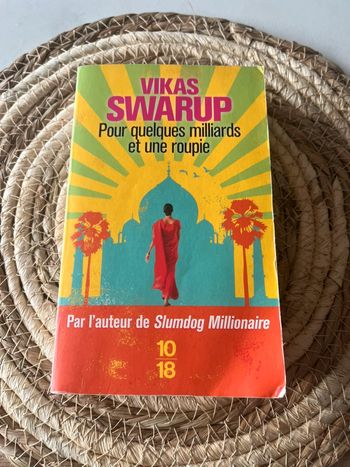 VIKAS
SWARUP
Pour quelques milliards
et une roupie
Par l'auteur de Slumdog Millionaire
10
18